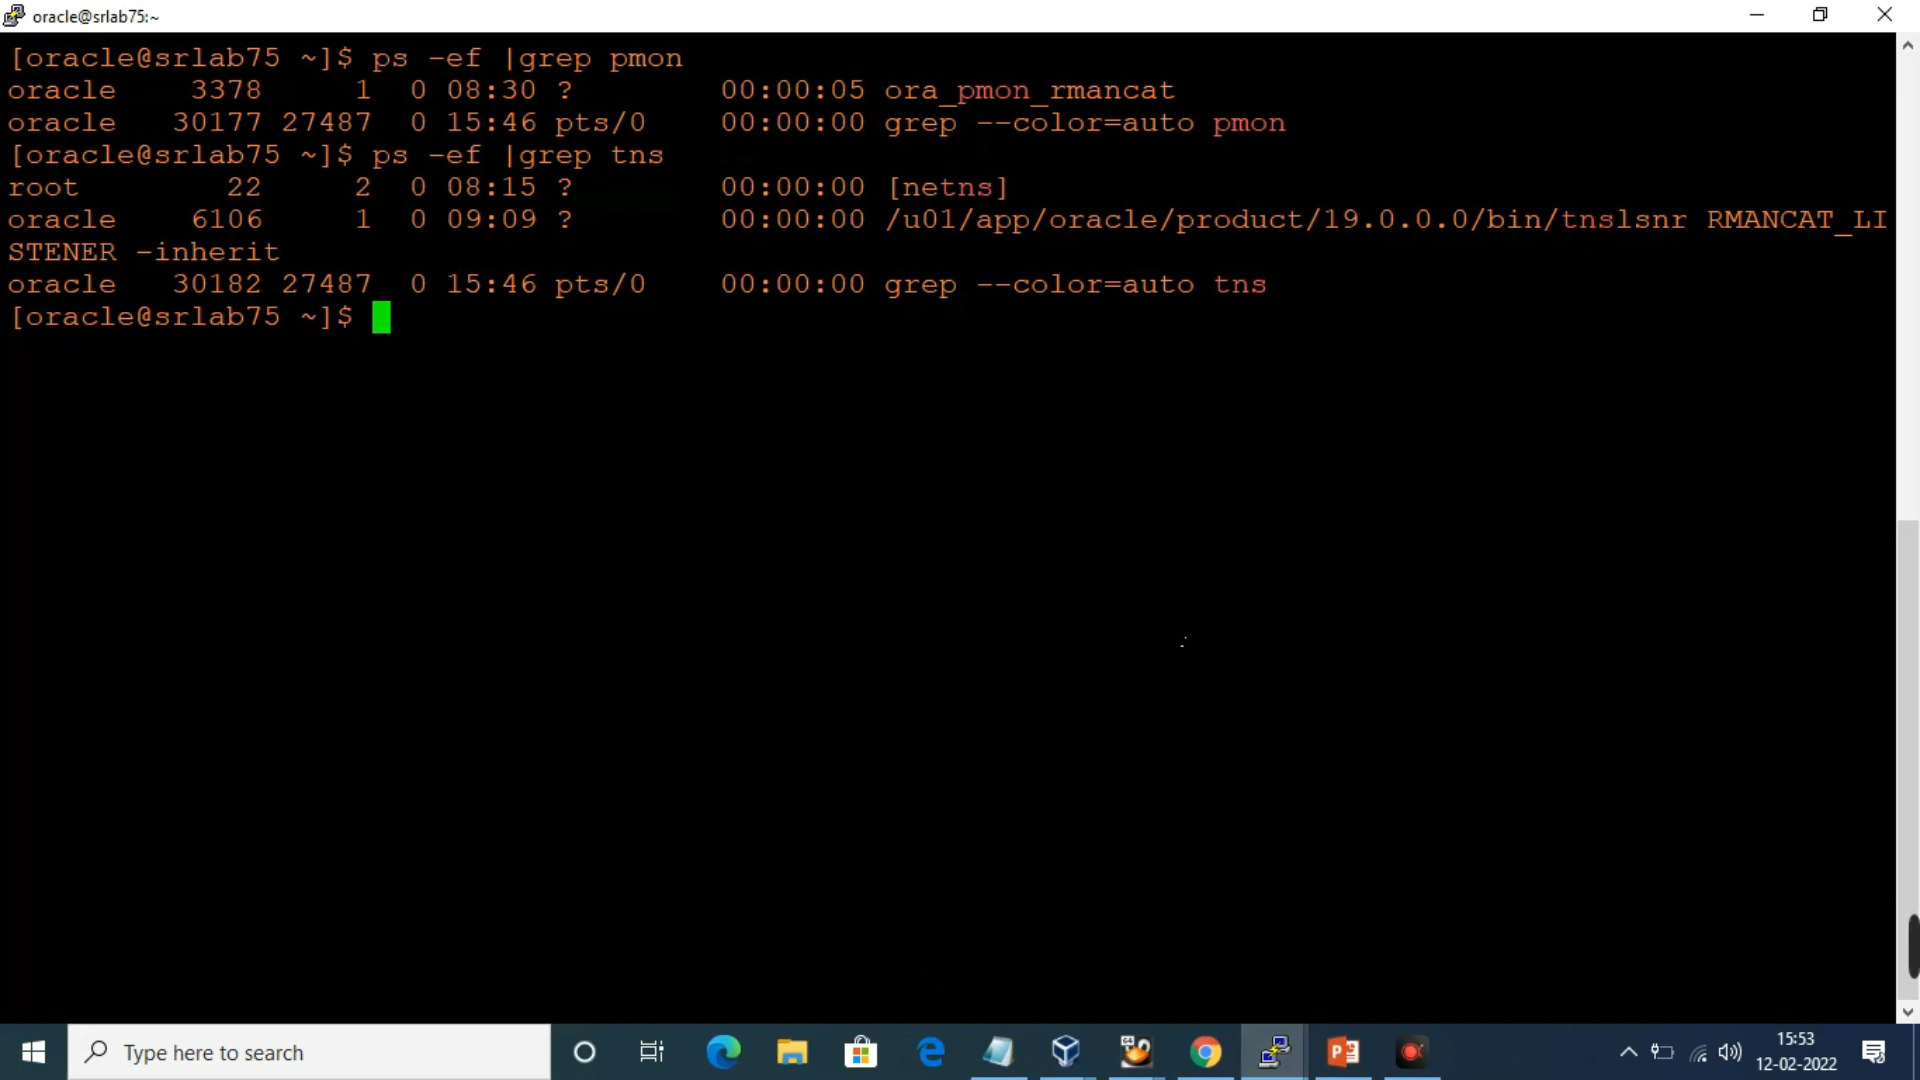 oracle@srlab75:~
[oracle@srlab75 ~]$ ps -ef |grep pmon
oracle 3378 1 0 08:30 ? 00:00:05 ora_pmon_rmancat
oracle 30177 27487 0 15:46 pts/0 00:00:00 grep --color=auto pmon
[oracle@srlab75 ~]$ ps -ef |grep tns
root 22 2 0 08:15 ? 00:00:00 [netns]
oracle 6106 1 0 09:09 ? 00:00:00 /u01/app/oracle/product/19.0.0.0/bin/tnslsnr RMANCAT_LI
STENER -inherit
oracle 30182 27487 0 15:46 pts/0 00:00:00 grep --color=auto tns
[oracle@srlab75 ~]$
Type here to search
15:53
12-02-2022